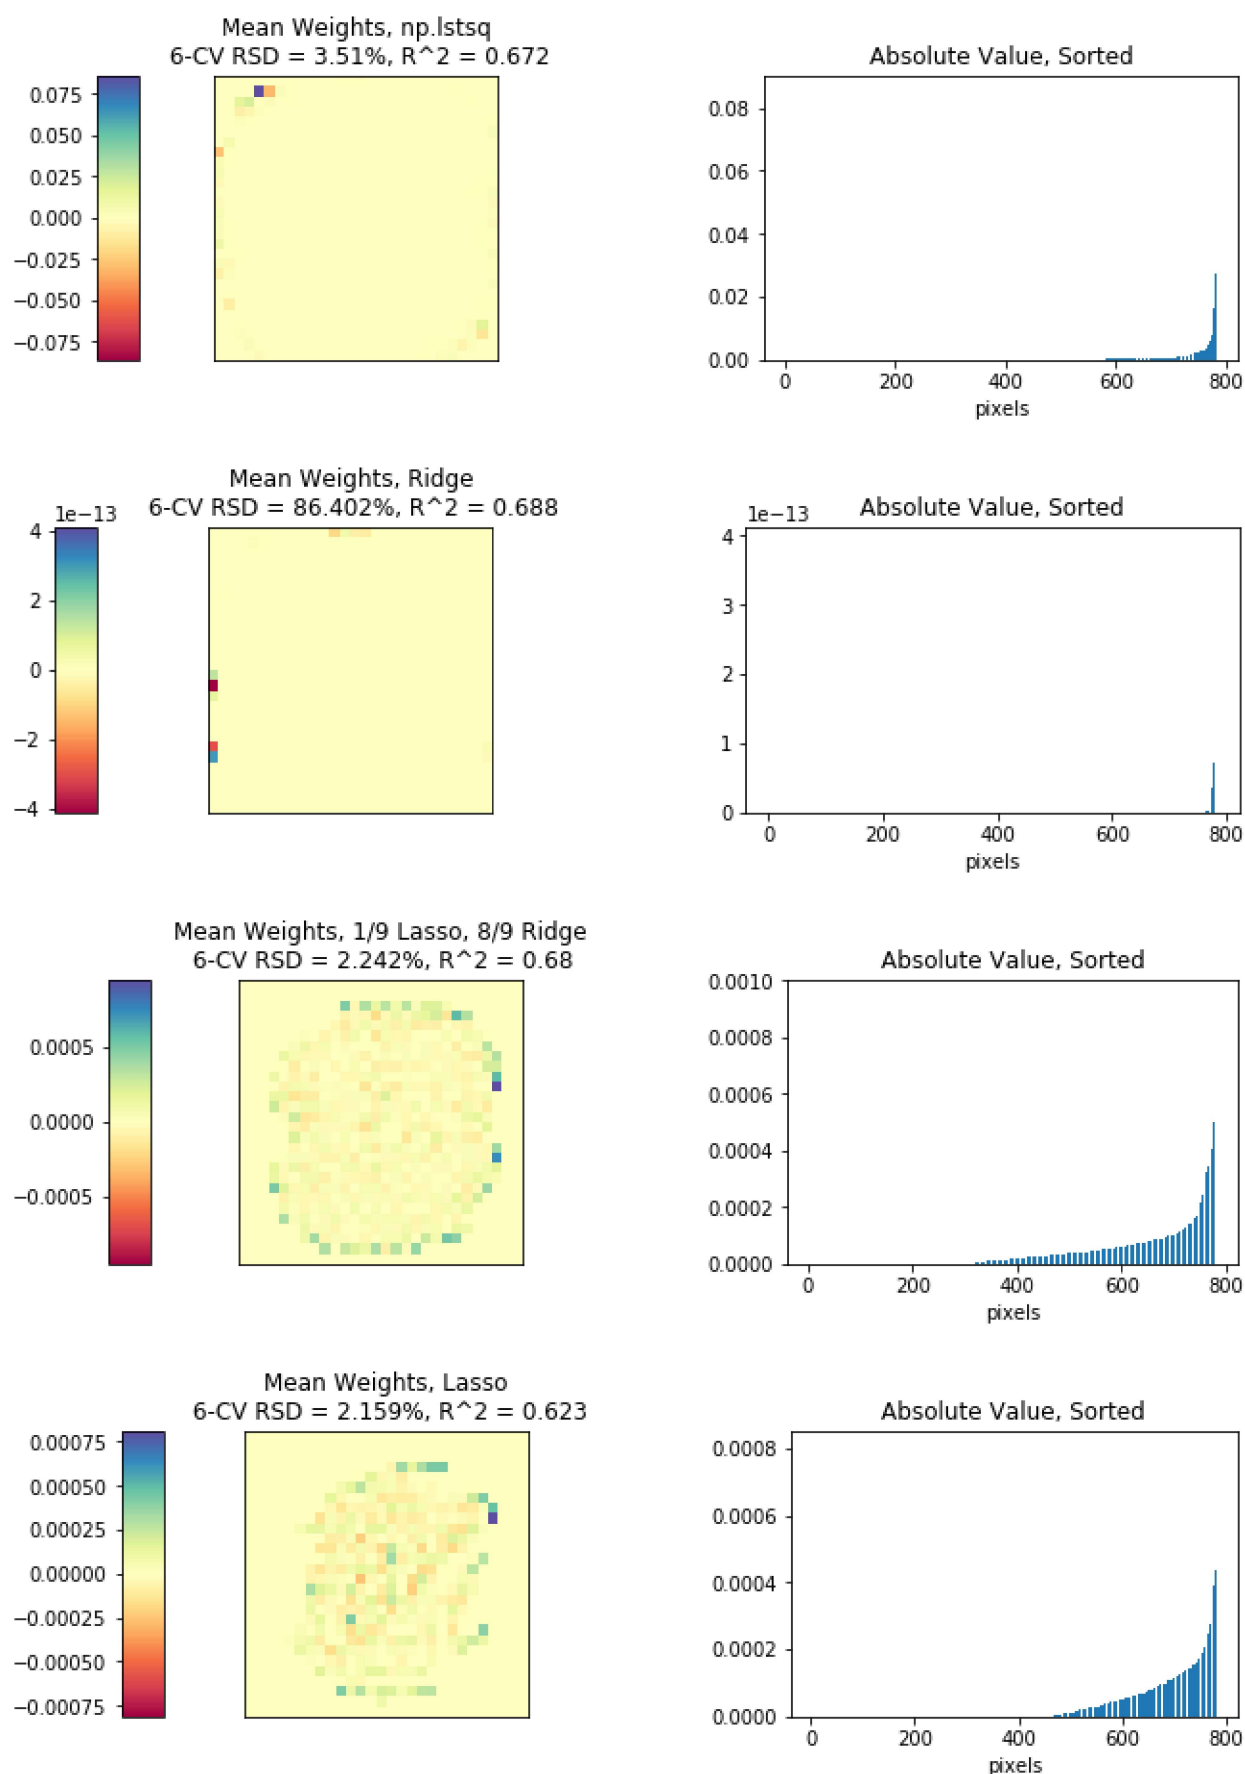 Mean Weights, np.lstsq
6-CV RSD = 3.51%, R^2 = 0.672
0.075
0.050
0.025
0.000
−0.025
−0.050
−0.075
Absolute Value, Sorted
0.08
0.06
0.04
0.02
0.00
0 200 400 600 800
pixels
Mean Weights, Ridge
6-CV RSD = 86.402%, R^2 = 0.688
1e−13
4
2
0
−2
−4
Absolute Value, Sorted
1e−13
4
3
2
1
0
0 200 400 600 800
pixels
Mean Weights, 1/9 Lasso, 8/9 Ridge
6-CV RSD = 2.242%, R^2 = 0.68
0.0005
0.0000
−0.0005
Absolute Value, Sorted
0.0010
0.0008
0.0006
0.0004
0.0002
0.0000
0 200 400 600 800
pixels
Mean Weights, Lasso
6-CV RSD = 2.159%, R^2 = 0.623
0.00075
0.00050
0.00025
0.00000
−0.00025
−0.00050
−0.00075
Absolute Value, Sorted
0.0008
0.0006
0.0004
0.0002
0.0000
0 200 400 600 800
pixels